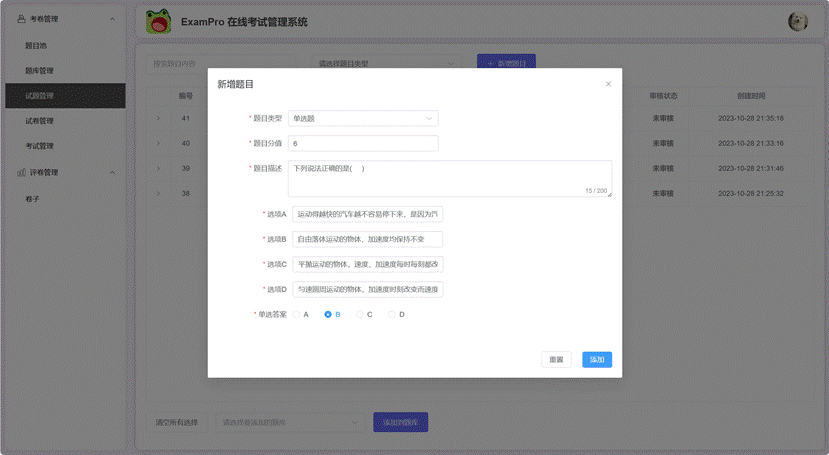 考卷管理
ExamPro 在线考试管理系统
题目池
题库管理
试题管理
试卷管理
考试管理
评卷管理
卷子
搜索题目内容
请选择题目类型
+ 新增题目
编号
审核状态
创建时间
41
未审核
2023-10-28 21:35:16
40
未审核
2023-10-28 21:33:16
39
未审核
2023-10-28 21:31:46
38
未审核
2023-10-28 21:25:32
新增题目
* 题目类型
单选题
* 题目分值
6
* 题目描述
下列说法正确的是( )
15 / 200
* 选项A
运动得越快的汽车越不容易停下来，是因为汽
* 选项B
自由落体运动的物体，加速度均保持不变
* 选项C
平抛运动的物体，速度、加速度每时每刻都改
* 选项D
匀速圆周运动的物体，加速度时刻改变而速度
* 单选答案
A B C D
重置
添加
清空所有选择
请选择要添加的题库
添加到题库